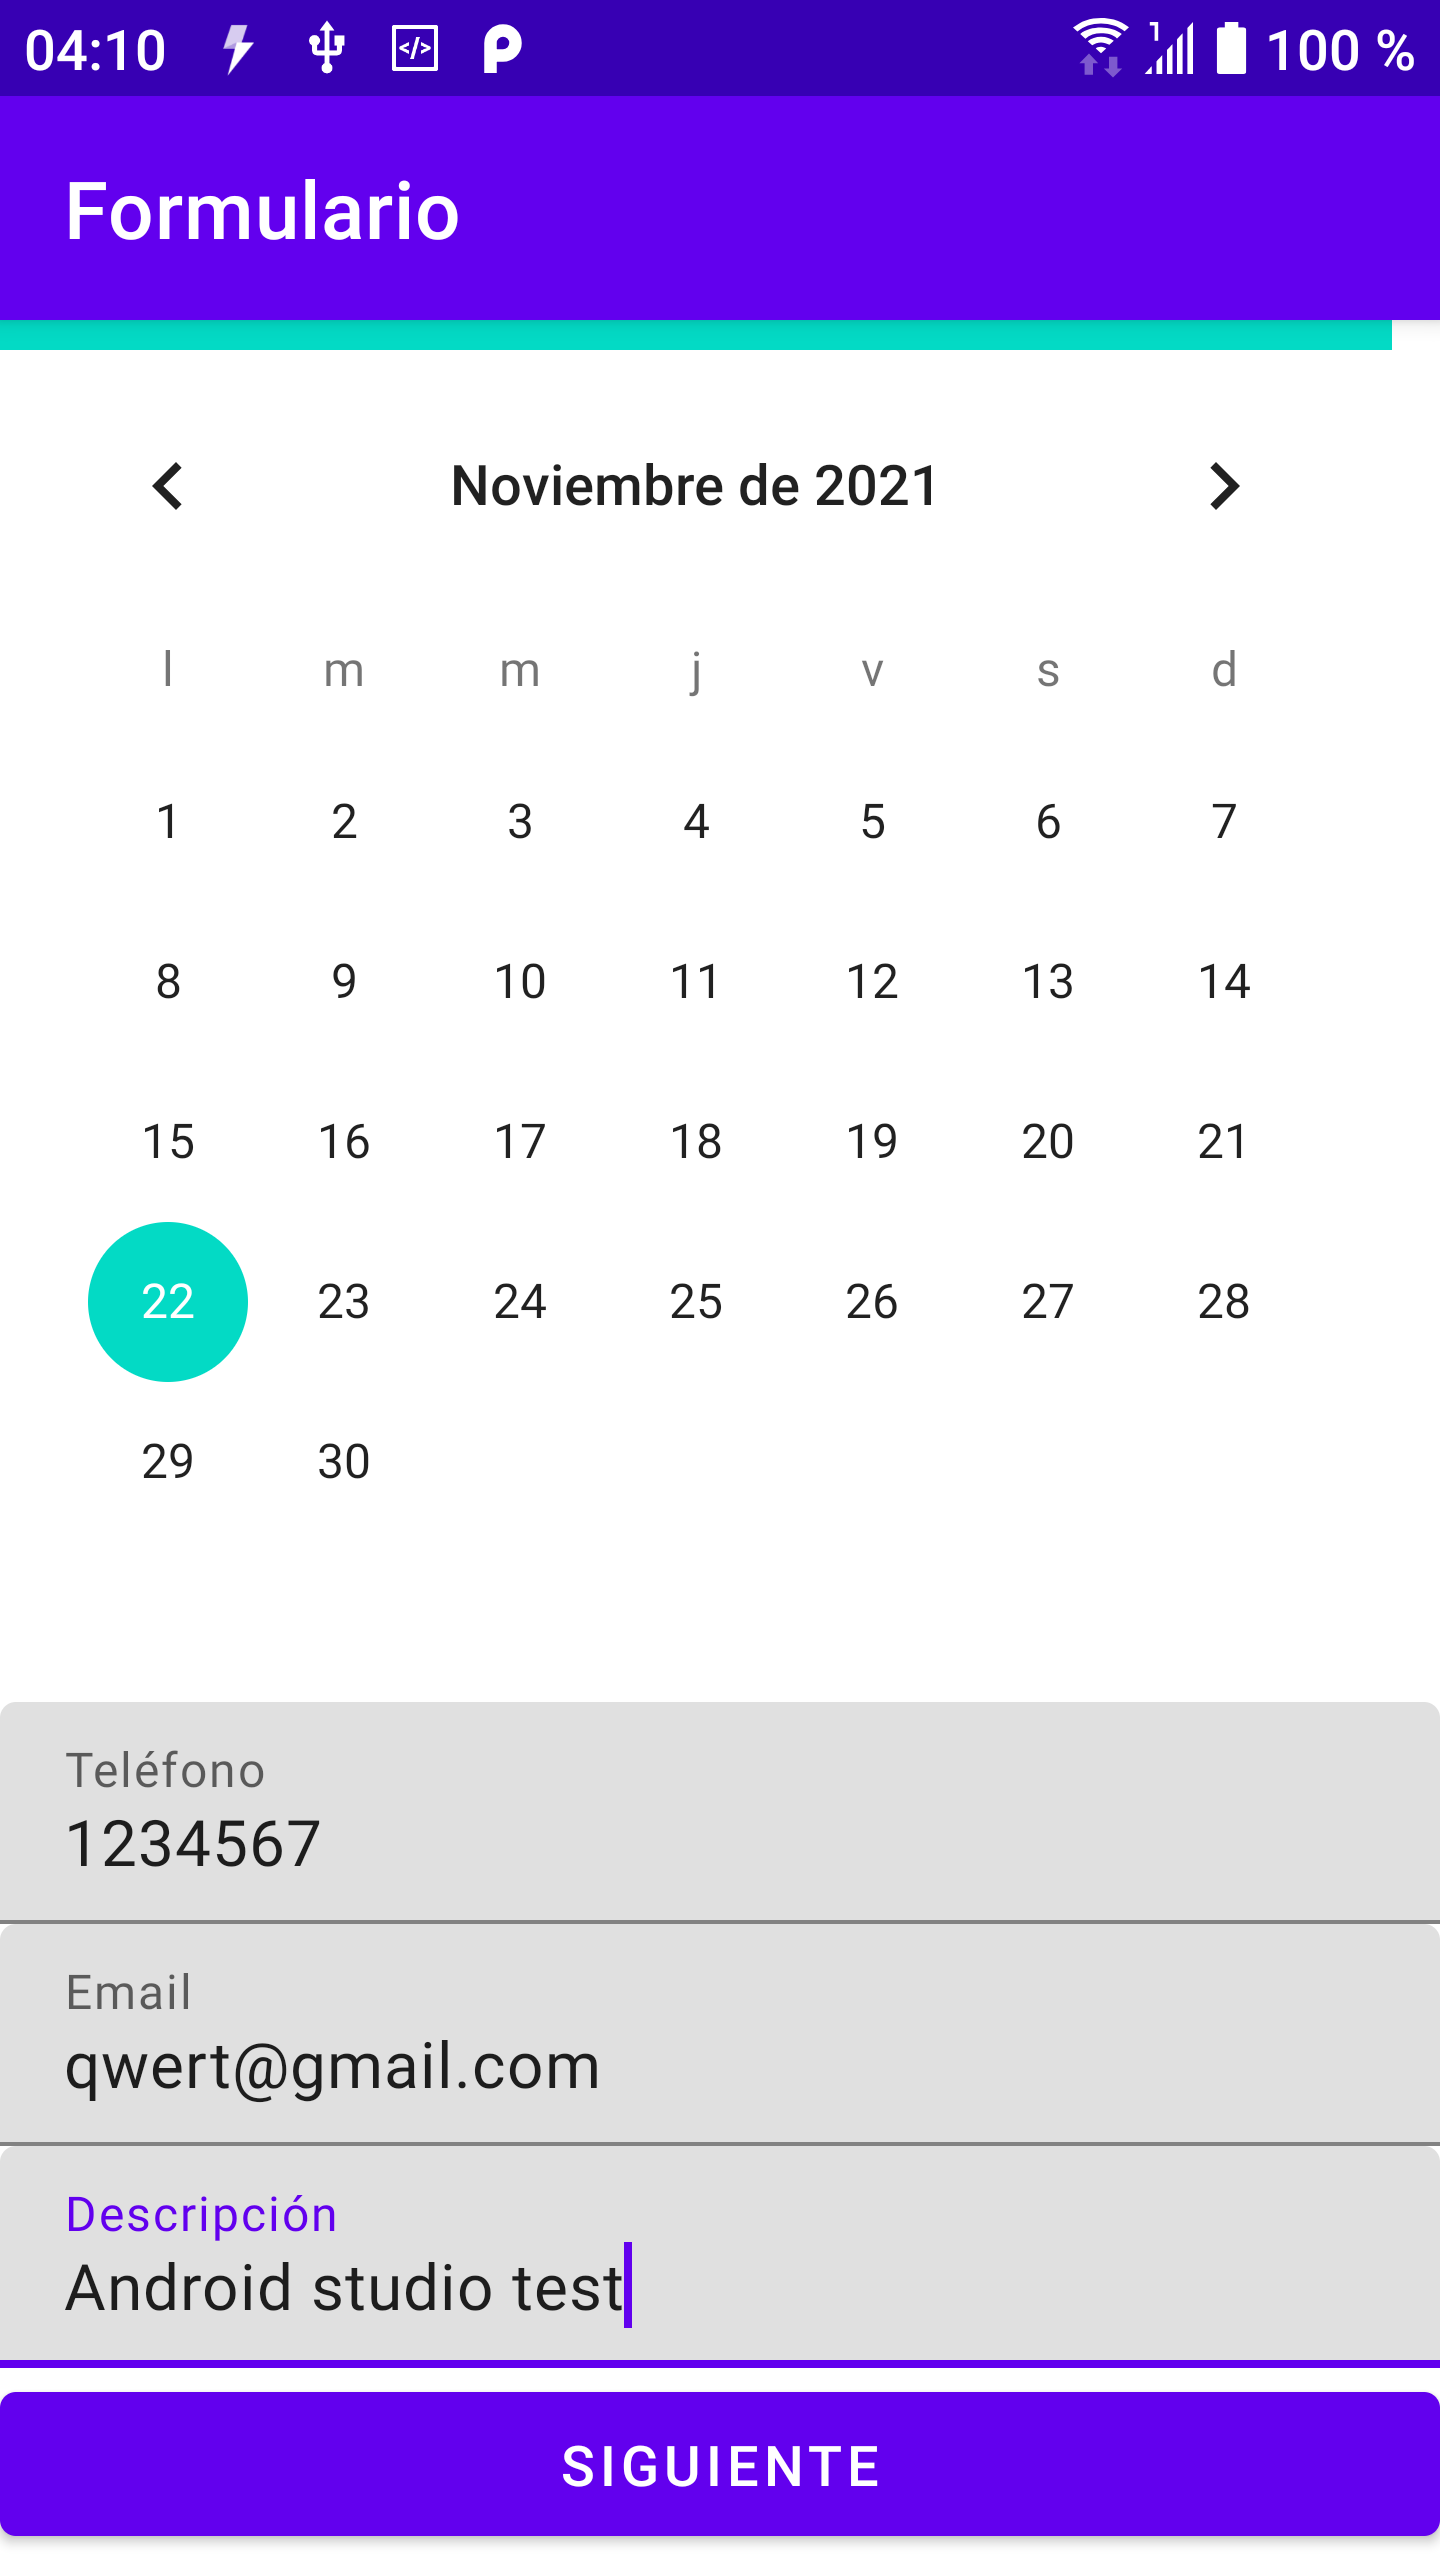 04:10 </> 1 100 %
Formulario
Noviembre de 2021
l m m j v s d
1 2 3 4 5 6 7
8 9 10 11 12 13 14
15 16 17 18 19 20 21
22 23 24 25 26 27 28
29 30
Teléfono
1234567
Email
qwert@gmail.com
Descripción
Android studio test
SIGUIENTE